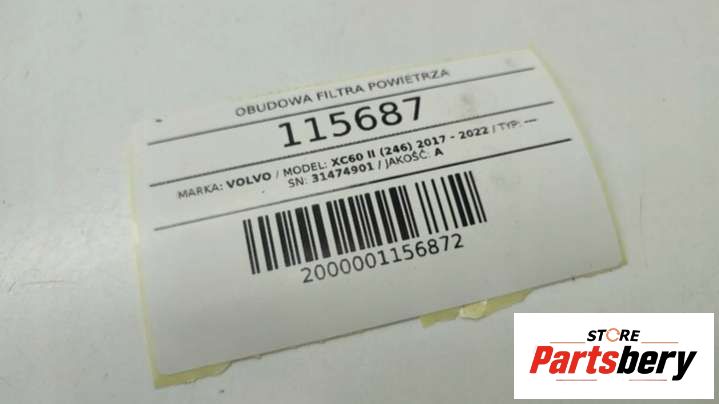 OBUDOWA FILTRA POWIETRZA
115687
MARKA: VOLVO / MODEL: XC60 II (246) 2017 - 2022 / TYP: ---
SN: 31474901 / JAKOŚĆ: A
2000001156872
STORE
Partsbery